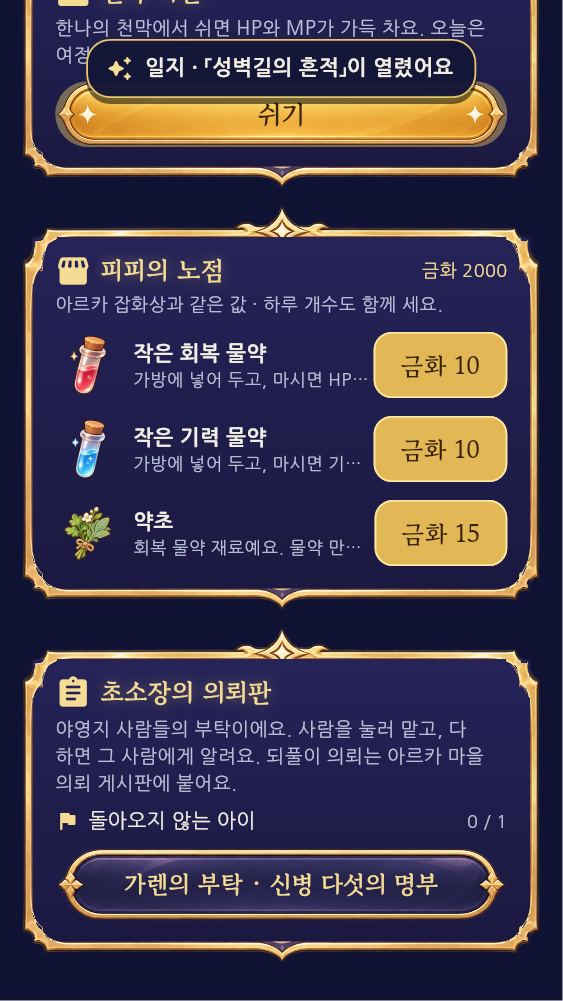 한나의 천막에서 쉬면 HP와 MP가 가득 차요. 오늘은
여정
일지 · 「성벽길의 흔적」이 열렸어요
쉬기
피피의 노점
금화 2000
아르카 잡화상과 같은 값 · 하루 개수도 함께 세요.
작은 회복 물약
가방에 넣어 두고, 마시면 HP…
금화 10
작은 기력 물약
가방에 넣어 두고, 마시면 기…
금화 10
약초
회복 물약 재료예요. 물약 만…
금화 15
초소장의 의뢰판
야영지 사람들의 부탁이에요. 사람을 눌러 맡고, 다
하면 그 사람에게 알려요. 되풀이 의뢰는 아르카 마을
의뢰 게시판에 붙어요.
돌아오지 않는 아이
0 / 1
가렌의 부탁 · 신병 다섯의 명부